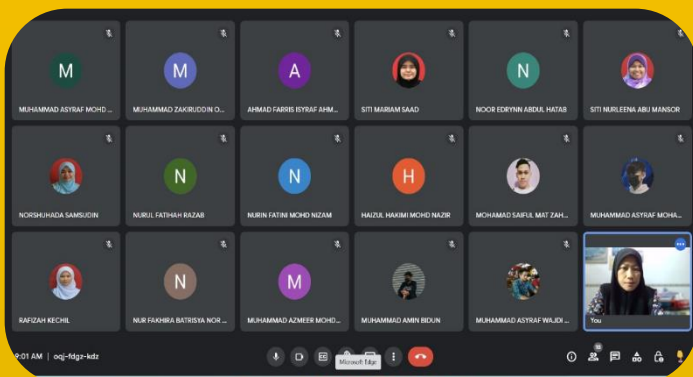 M
MUHAMMAD ASYRAF MOHD ...
M
MUHAMMAD ZAKIRUDDIN O...
A
AHMAD FARRIS ISYRAF AHM...
SITI MARIAM SAAD
N
NOOR EDRYNN ABDUL HATAB
SITI NURLEENA ABU MANSOR
NORSHUHADA SAMSUDIN
N
NURUL FATIHAH RAZAB
N
NURIN FATINI MOHD NIZAM
H
HAIZUL HAKIMI MOHD NAZIR
MOHAMAD SAIFUL MAT ZAH...
MUHAMMAD ASYRAF MOHA...
RAFIZAH KECHIL
N
NUR FAKHIRA BATRISYA NOR ...
M
MUHAMMAD AZMEER MOHD...
MUHAMMAD AMIN BIDUN
MUHAMMAD ASYRAF WAJDI ...
You
9:01 AM | oqj-fdgz-kdz
Microsoft Edge